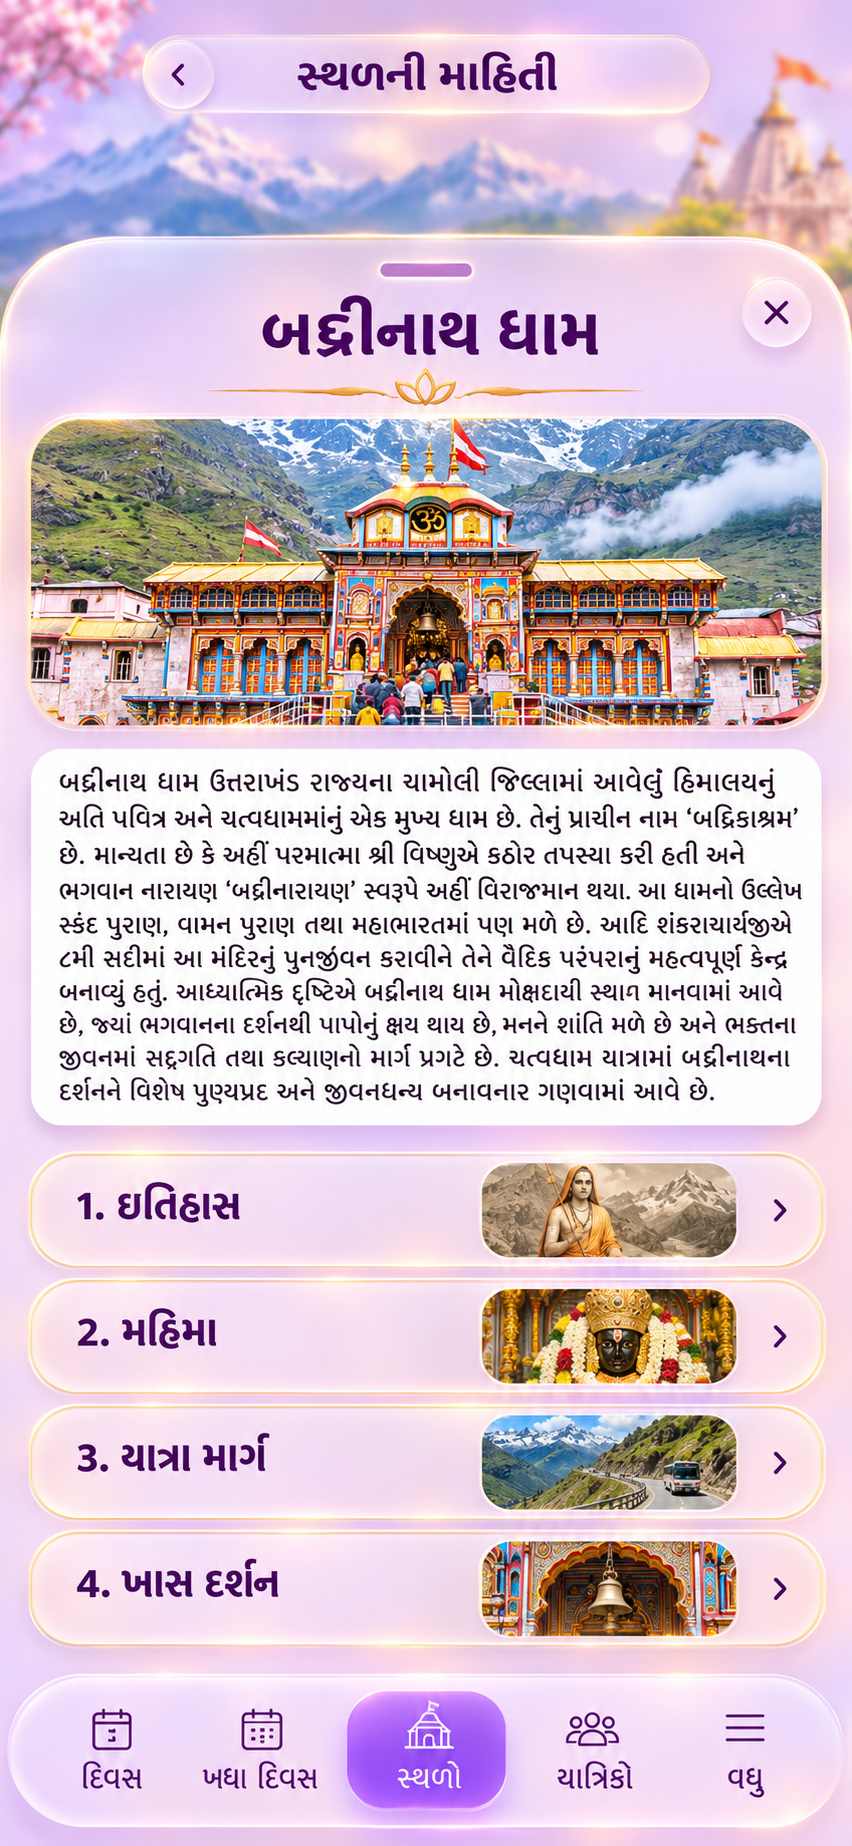 સ્થળની માહિતી
બદ્રીનાથ ધામ
ૐ
બદ્રીનાથ ધામ ઉત્તરાખંડ રાજ્યના ચામોલી જિલ્લામાં આવેલું હિમાલયનું
અતિ પવિત્ર અને ચત્વધામમાંનું એક મુખ્ય ધામ છે. તેનું પ્રાચીન નામ ‘બદ્રિકાશ્રમ’
છે. માન્યતા છે કે અહીં પરમાત્મા શ્રી વિષ્ણુએ કઠોર તપસ્યા કરી હતી અને
ભગવાન નારાયણ ‘બદ્રીનારાયણ’ સ્વરૂપે અહીં વિરાજમાન થયા. આ ધામનો ઉલ્લેખ
સ્કંદ પુરાણ, વામન પુરાણ તથા મહાભારતમાં પણ મળે છે. આદિ શંકરાચાર્યજીએ
૮મી સદીમાં આ મંદિરનું પુનર્જીવન કરાવીને તેને વૈદિક પરંપરાનું મહત્વપૂર્ણ કેન્દ્ર
બનાવ્યું હતું. આધ્યાત્મિક દૃષ્ટિએ બદ્રીનાથ ધામ મોક્ષદાયી સ્થાન માનવામાં આવે
છે, જ્યાં ભગવાનના દર્શનથી પાપોનું ક્ષય થાય છે, મનને શાંતિ મળે છે અને ભક્તના
જીવનમાં સદ્ગતિ તથા કલ્યાણનો માર્ગ પ્રગટે છે. ચત્વધામ યાત્રામાં બદ્રીનાથના
દર્શનને વિશેષ પુણ્યપ્રદ અને જીવનધન્ય બનાવનાર ગણવામાં આવે છે.
1. ઇતિહાસ
2. મહિમા
3. યાત્રા માર્ગ
4. ખાસ દર્શન
દિવસ
ખધા દિવસ
સ્થળો
યાત્રિકો
વધુ